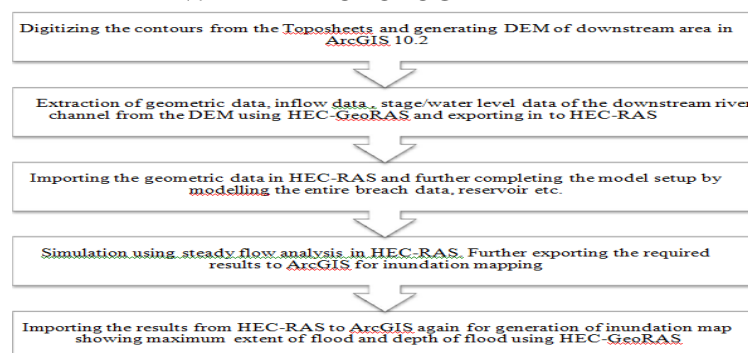 Digitizing the contours from the Toposheets and generating DEM of downstream area in
ArcGIS 10.2
Extraction of geometric data, inflow data , stage/water level data of the downstream river
channel from the DEM using HEC-GeoRAS and exporting in to HEC-RAS
Importing the geometric data in HEC-RAS and further completing the model setup by
modelling the entire breach data, reservoir etc.
Simulation using steady flow analysis in HEC-RAS. Further exporting the required
results to ArcGIS for inundation mapping
Importing the results from HEC-RAS to ArcGIS again for generation of inundation map
showing maximum extent of flood and depth of flood using HEC-GeoRAS